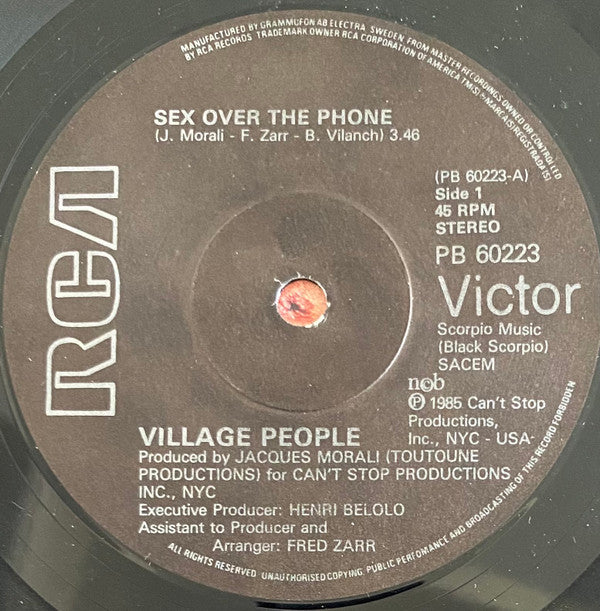 MANUFACTURED BY GRAMMOFON AB ELECTRA, SWEDEN, FROM MASTER RECORDINGS OWNED OR CONTROLLED
BY RCA RECORDS TRADEMARK OWNER RCA CORPORATION OF AMERICA TM(S)®MARCA(S) REGISTRADA(S)
SEX OVER THE PHONE
(J. Morali - F. Zarr - B. Vilanch) 3.46
RCA
(PB 60223-A)
Side 1
45 RPM
STEREO
PB 60223
Victor
Scorpio Music
(Black Scorpio)
SACEM
ncb
℗ 1985 Can't Stop
Productions,
Inc., NYC - USA
VILLAGE PEOPLE
Produced by JACQUES MORALI (TOUTOUNE
PRODUCTIONS) for CAN'T STOP PRODUCTIONS
INC., NYC
Executive Producer: HENRI BELOLO
Assistant to Producer and
Arranger: FRED ZARR
ALL RIGHTS RESERVED. UNAUTHORISED COPYING, PUBLIC PERFOMANCE AND BROADCASTING OF THIS RECORD FORBIDDEN